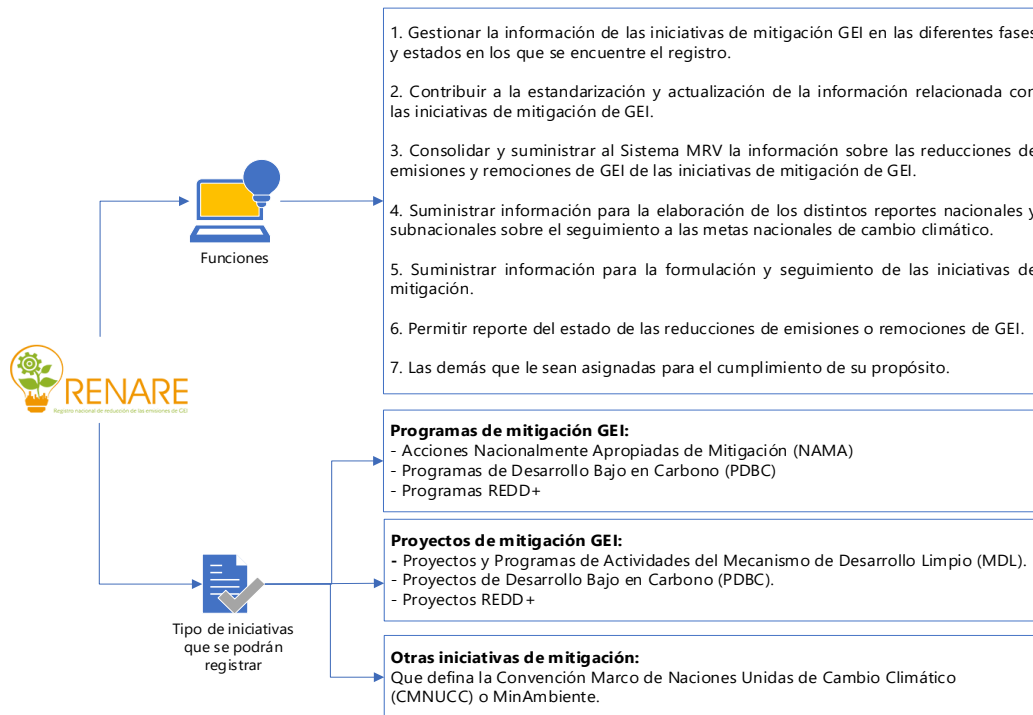 1. Gestionar la información de las iniciativas de mitigación GEI en las diferentes fases
y estados en los que se encuentre el registro.
2. Contribuir a la estandarización y actualización de la información relacionada con
las iniciativas de mitigación de GEI.
3. Consolidar y suministrar al Sistema MRV la información sobre las reducciones de
emisiones y remociones de GEI de las iniciativas de mitigación de GEI.
4. Suministrar información para la elaboración de los distintos reportes nacionales y
subnacionales sobre el seguimiento a las metas nacionales de cambio climático.
5. Suministrar información para la formulación y seguimiento de las iniciativas de
mitigación.
6. Permitir reporte del estado de las reducciones de emisiones o remociones de GEI.
7. Las demás que le sean asignadas para el cumplimiento de su propósito.
Funciones
RENARE
Registro nacional de reducción de las emisiones de GEI
Programas de mitigación GEI:
- Acciones Nacionalmente Apropiadas de Mitigación (NAMA)
- Programas de Desarrollo Bajo en Carbono (PDBC)
- Programas REDD+
Proyectos de mitigación GEI:
- Proyectos y Programas de Actividades del Mecanismo de Desarrollo Limpio (MDL).
- Proyectos de Desarrollo Bajo en Carbono (PDBC).
- Proyectos REDD+
Tipo de iniciativas
que se podrán
registrar
Otras iniciativas de mitigación:
Que defina la Convención Marco de Naciones Unidas de Cambio Climático
(CMNUCC) o MinAmbiente.